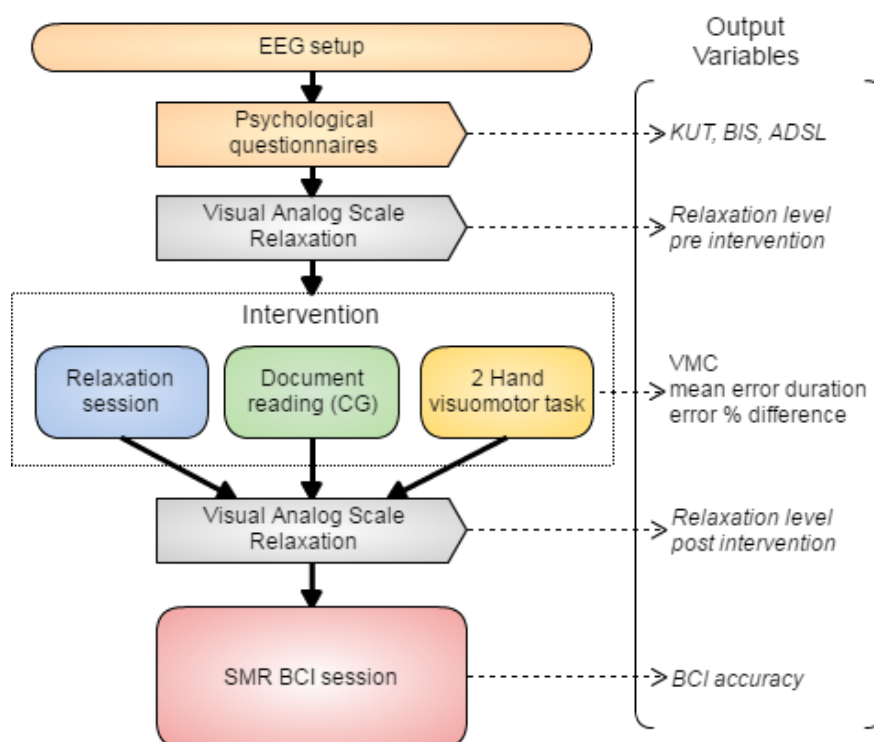 EEG setup
Output
Variables
Psychological
questionnaires
KUT, BIS, ADSL
Visual Analog Scale
Relaxation
Relaxation level
pre intervention
Intervention
Relaxation
session
Document
reading (CG)
2 Hand
visuomotor task
VMC
mean error duration
error % difference
Visual Analog Scale
Relaxation
Relaxation level
post intervention
SMR BCI session
BCI accuracy